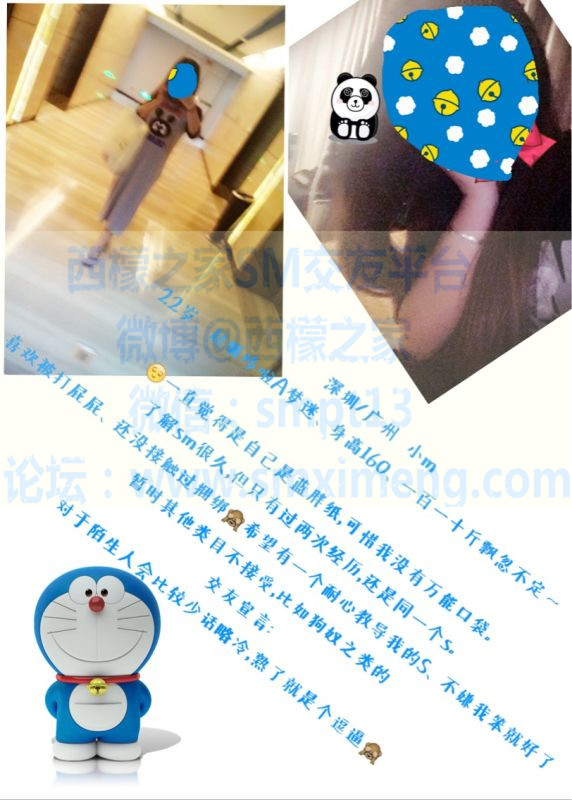 西檬之家SM交友平台
微博@西檬之家
微信：smpt13
论坛：www.smximeng.com
深圳/广州 小m
22岁，哆啦A梦迷，身高160、一百一十斤飘忽不定～
一直觉得是自己是蓝胖纸，可惜我没有万能口袋。
了解Sm很久，但只有过两次经历，还是同一个S。
喜欢被打屁屁、还没接触过捆绑 希望有一个耐心教导我的S、不嫌我笨就好了
暂时其他类目不接受，比如狗奴之类的
交友宣言：
对于陌生人会比较少话略冷，熟了就是个逗逼